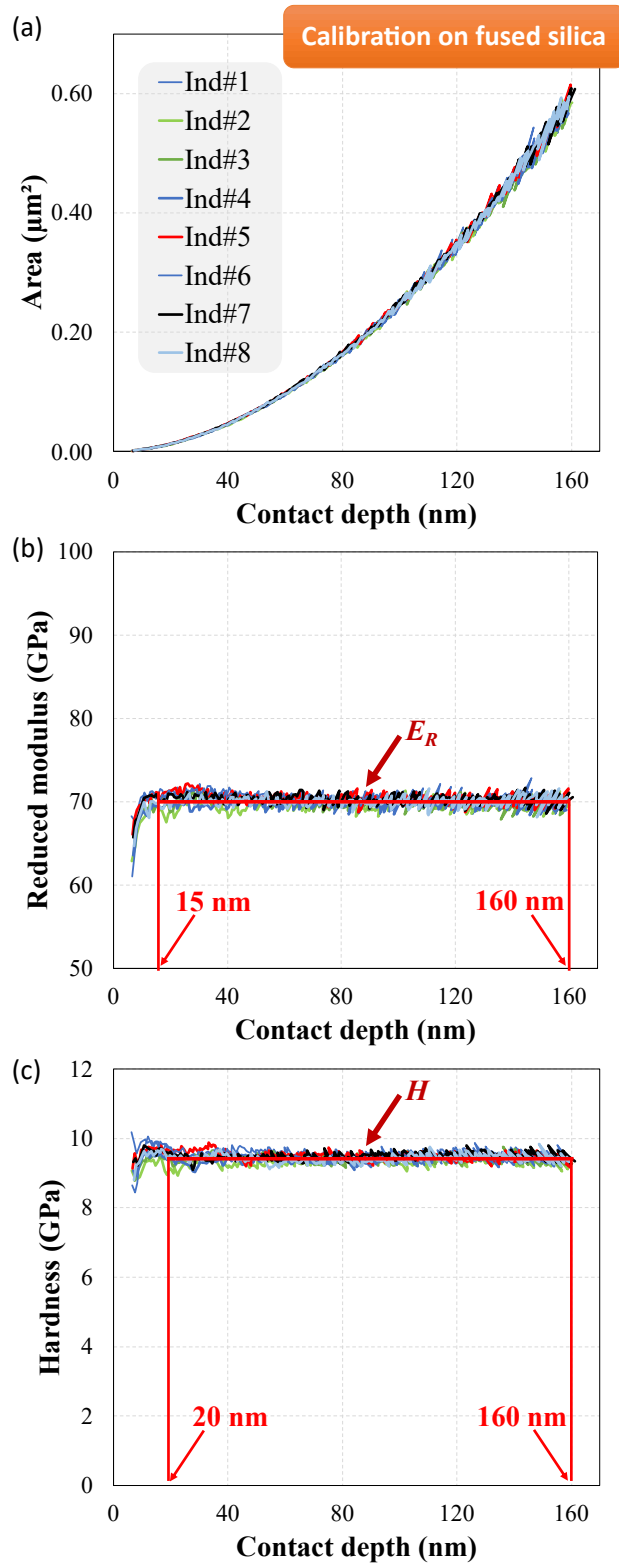 (a)
Calibration on fused silica
Ind#1
Ind#2
Ind#3
Ind#4
Ind#5
Ind#6
Ind#7
Ind#8
Area (μm²)
0.60
0.40
0.20
0.00
0 40 80 120 160
Contact depth (nm)
(b)
Reduced modulus (GPa)
100
90
80
70
60
50
E_R
15 nm
160 nm
0 40 80 120 160
Contact depth (nm)
(c)
Hardness (GPa)
12
10
8
6
4
2
0
H
20 nm
160 nm
0 40 80 120 160
Contact depth (nm)